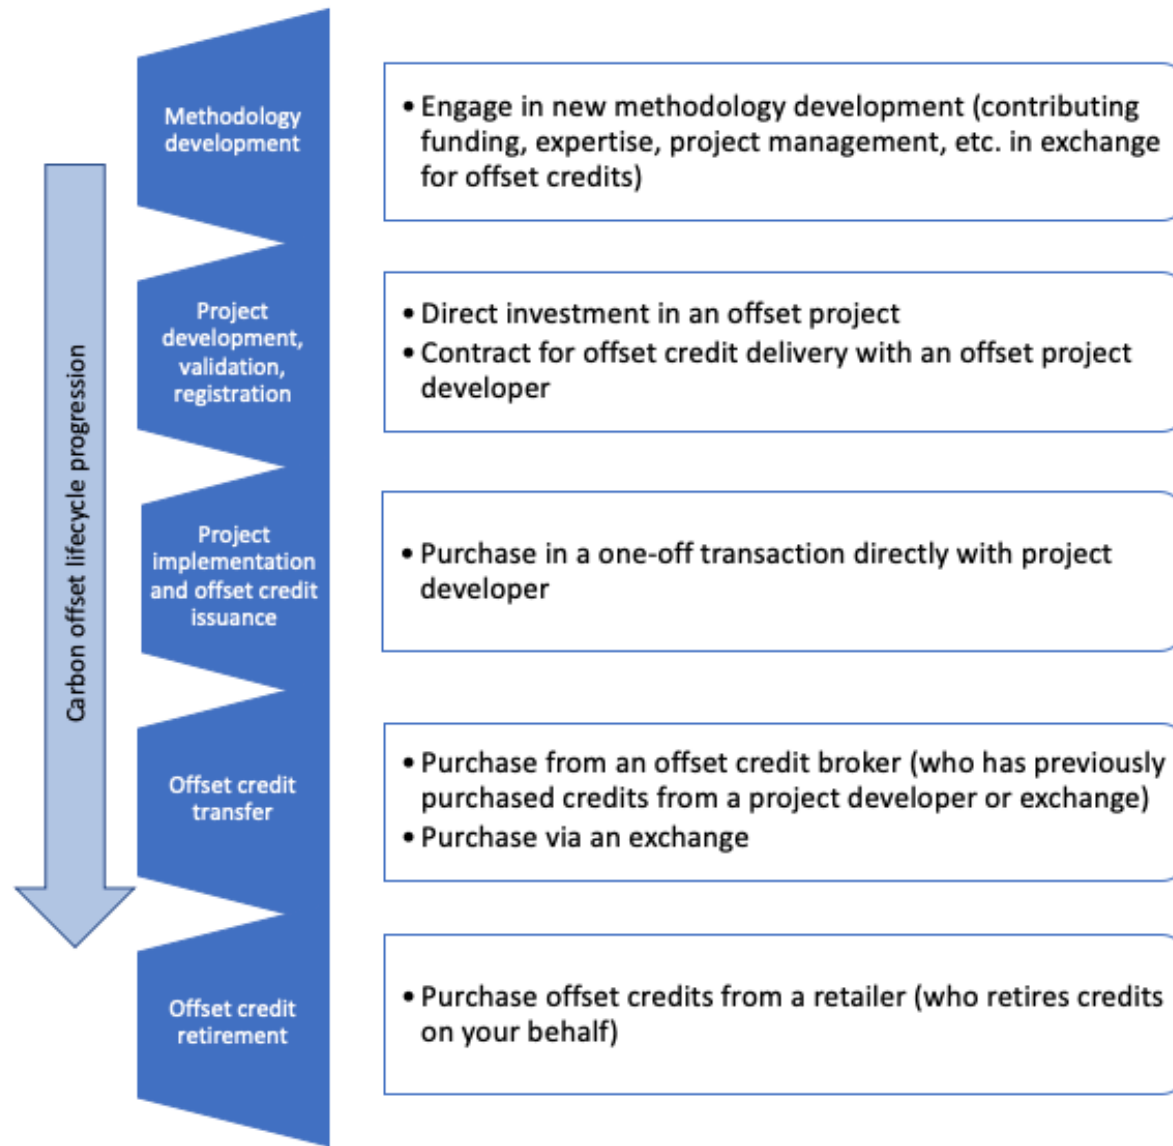 Carbon offset lifecycle progression
Methodology
development
• Engage in new methodology development (contributing
funding, expertise, project management, etc. in exchange
for offset credits)
Project
development,
validation,
registration
• Direct investment in an offset project
• Contract for offset credit delivery with an offset project
developer
Project
implementation
and offset credit
issuance
• Purchase in a one-off transaction directly with project
developer
Offset credit
transfer
• Purchase from an offset credit broker (who has previously
purchased credits from a project developer or exchange)
• Purchase via an exchange
Offset credit
retirement
• Purchase offset credits from a retailer (who retires credits
on your behalf)